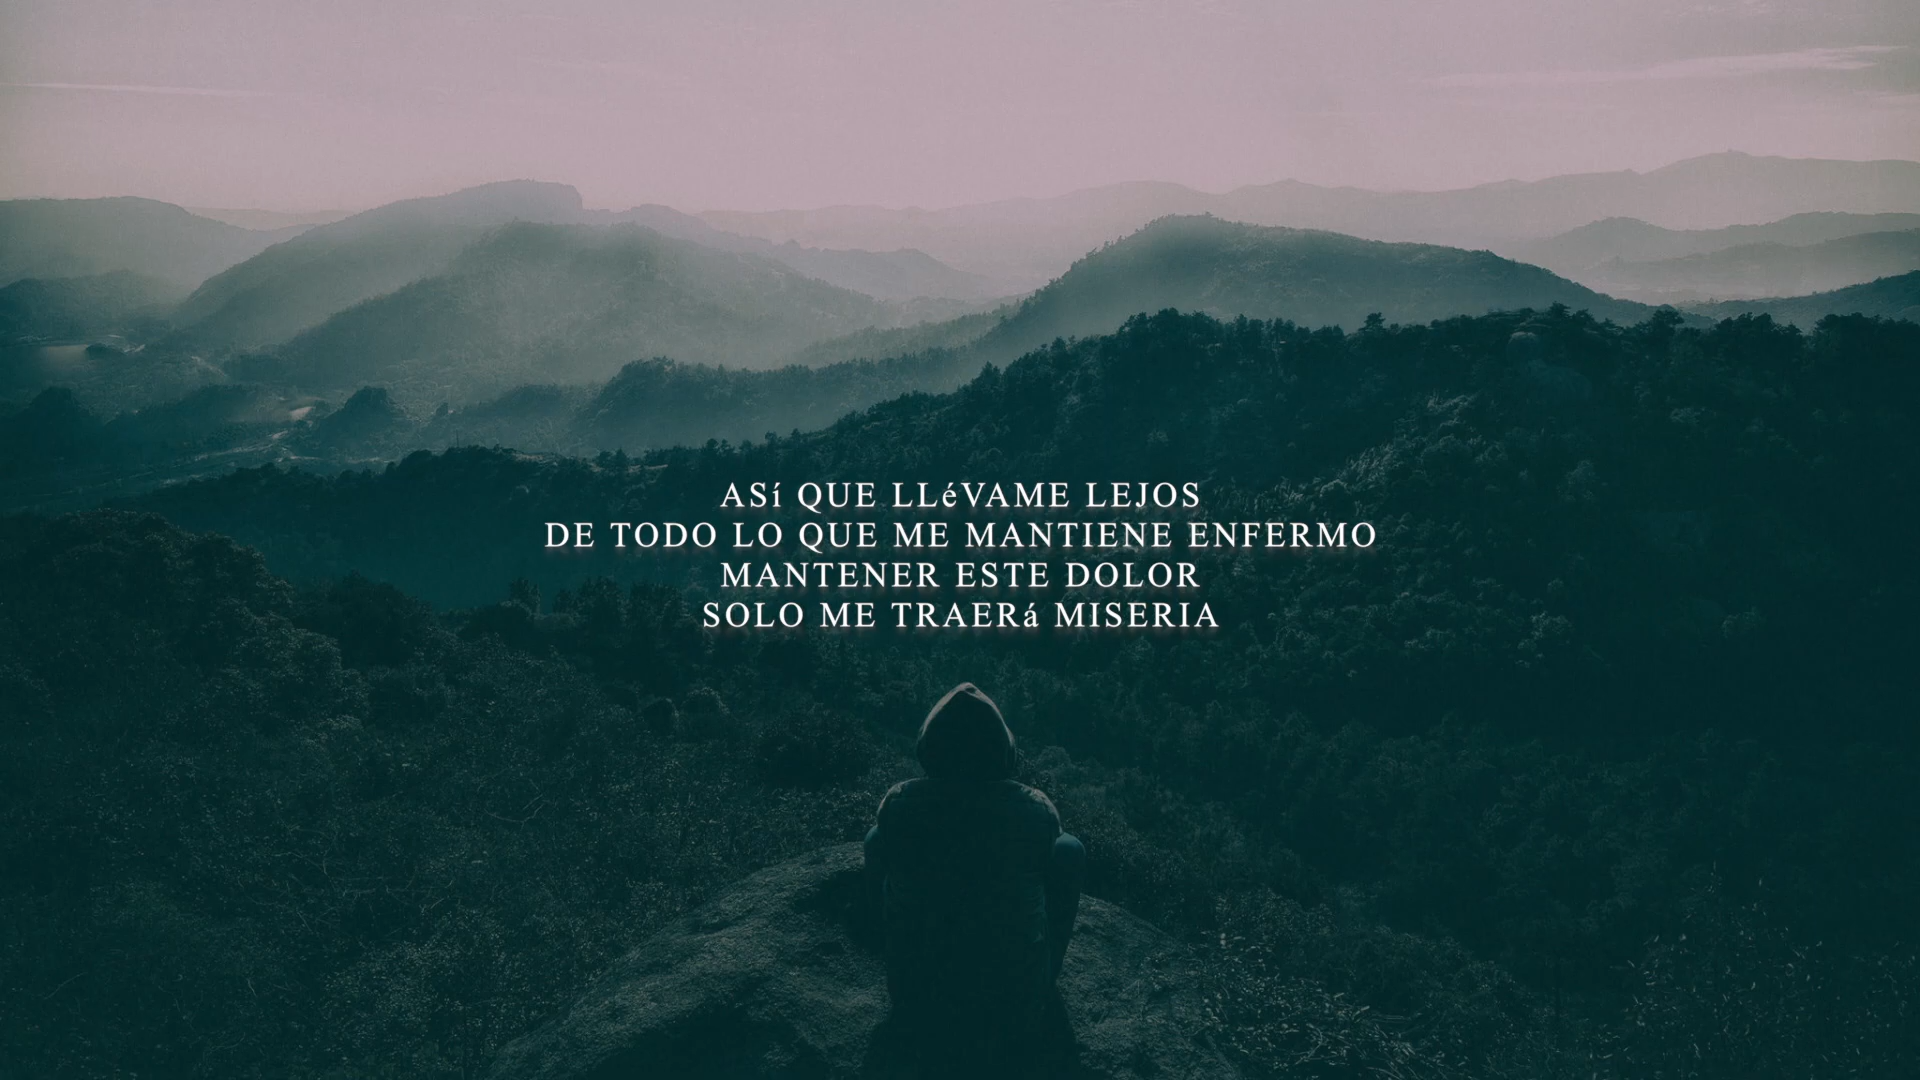 ASí QUE LLéVAME LEJOS
DE TODO LO QUE ME MANTIENE ENFERMO
MANTENER ESTE DOLOR
SOLO ME TRAERá MISERIA